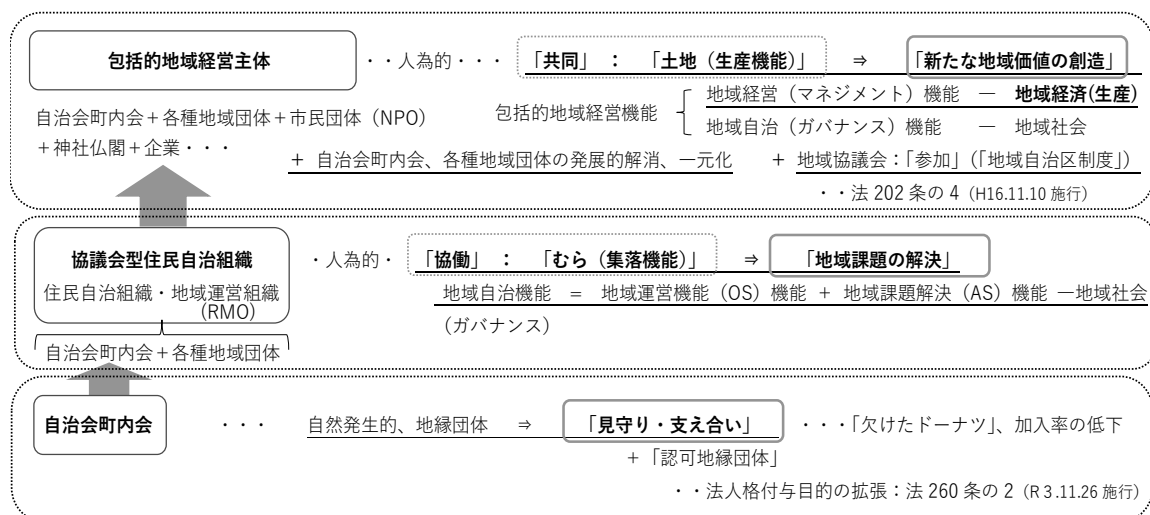 包括的地域経営主体 ・・人為的・・・ 「共同」 : 「土地(生産機能)」 ⇒ 「新たな地域価値の創造」
包括的地域経営機能 地域経営(マネジメント)機能 ― 地域経済(生産)
地域自治(ガバナンス)機能 ― 地域社会
自治会町内会+各種地域団体+市民団体(NPO)
+神社仏閣+企業・・・
+ 自治会町内会、各種地域団体の発展的解消、一元化 + 地域協議会:「参加」(「地域自治区制度」)
・・法 202 条の 4 (H16.11.10 施行)
協議会型住民自治組織 ・人為的・ 「協働」 : 「むら(集落機能)」 ⇒ 「地域課題の解決」
住民自治組織・地域運営組織
(RMO)
地域自治機能 = 地域運営機能(OS)機能 + 地域課題解決(AS)機能 ―地域社会
(ガバナンス)
自治会町内会+各種地域団体
自治会町内会 ・・・ 自然発生的、地縁団体 ⇒ 「見守り・支え合い」 ・・・「欠けたドーナツ」、加入率の低下
+「認可地縁団体」
・・法人格付与目的の拡張:法 260 条の 2 (R 3 .11.26 施行)